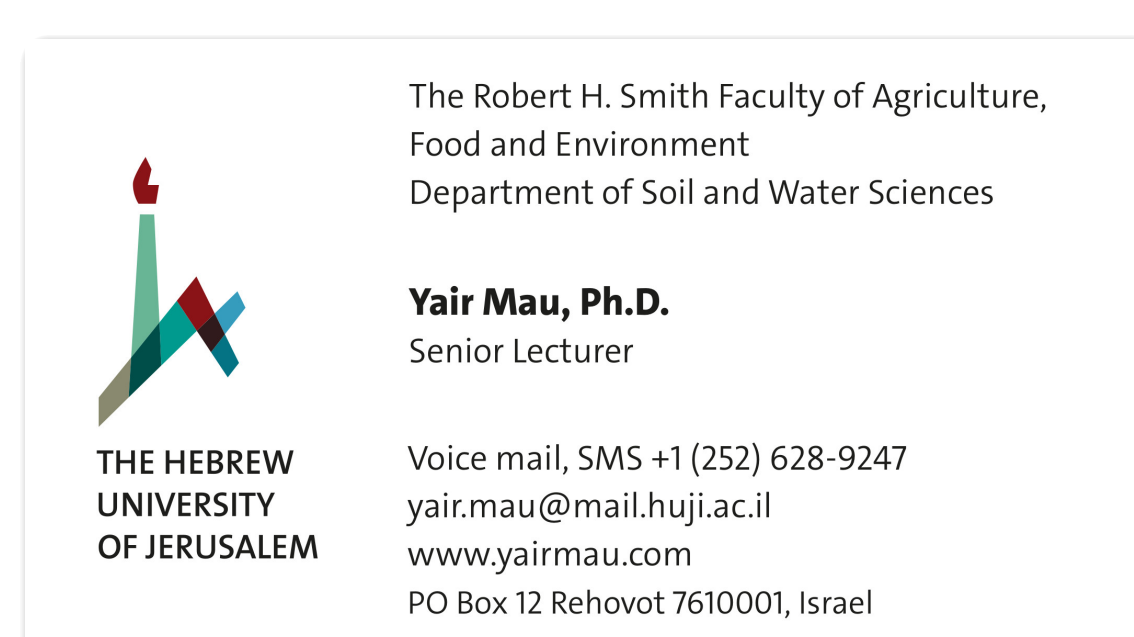 The Robert H. Smith Faculty of Agriculture,
Food and Environment
Department of Soil and Water Sciences
Yair Mau, Ph.D.
Senior Lecturer
Voice mail, SMS +1 (252) 628-9247
yair.mau@mail.huji.ac.il
www.yairmau.com
PO Box 12 Rehovot 7610001, Israel
THE HEBREW
UNIVERSITY
OF JERUSALEM